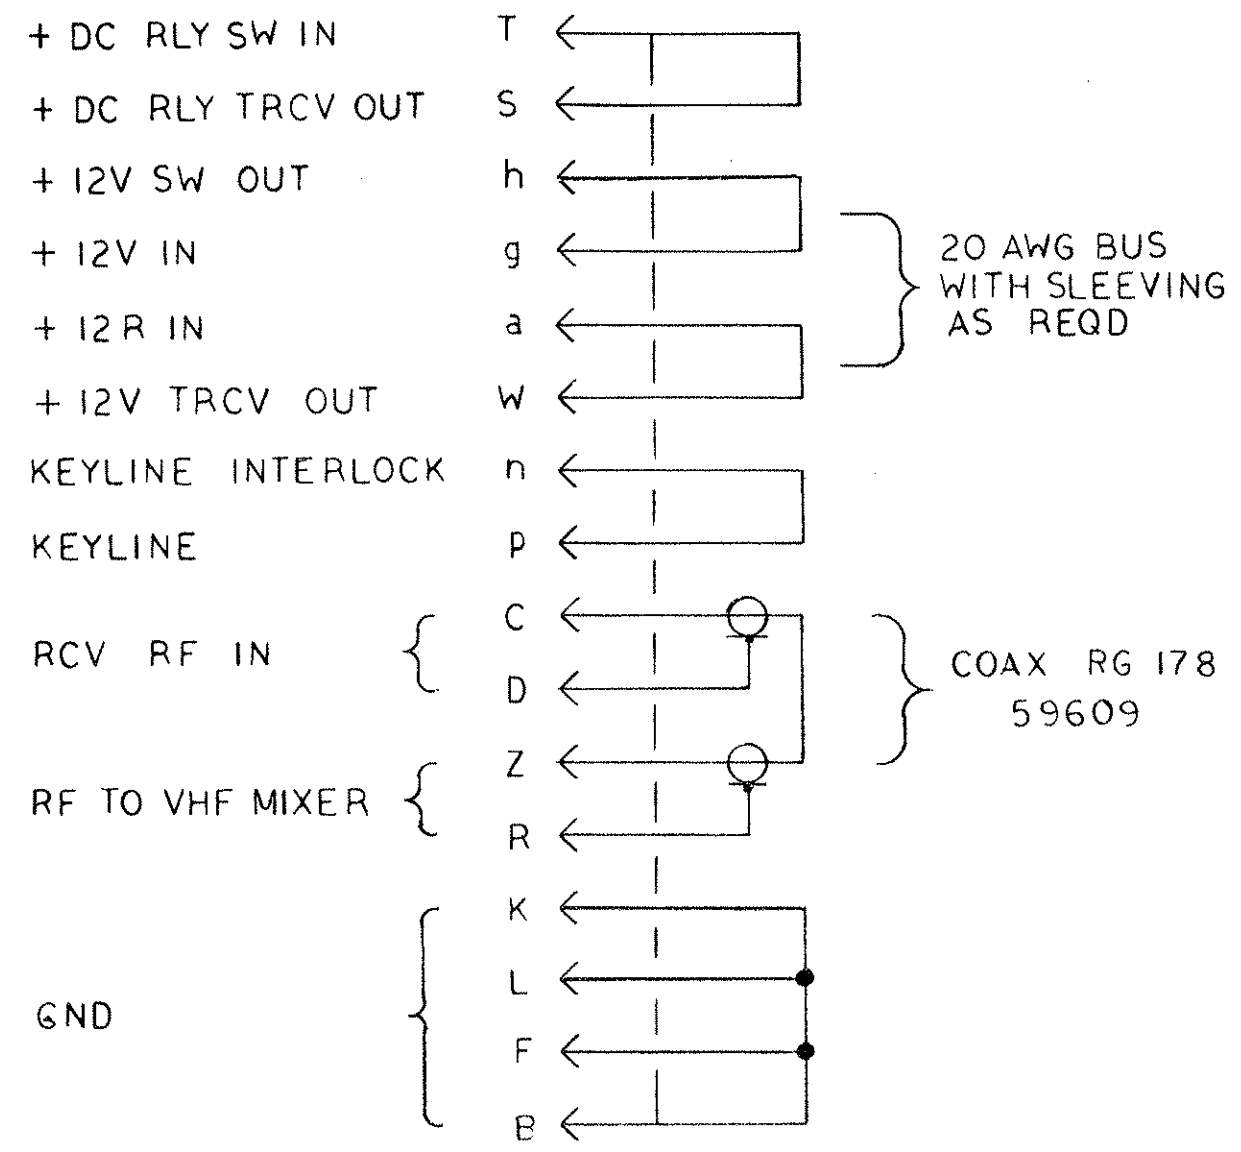 + DC RLY SW IN T
+ DC RLY TRCV OUT S
+ 12V SW OUT h
+ 12V IN g
20 AWG BUS
WITH SLEEVING
AS REQD
+ 12R IN a
+ 12V TRCV OUT W
KEYLINE INTERLOCK n
KEYLINE p
C
RCV RF IN
D
COAX RG 178
59609
Z
RF TO VHF MIXER
R
K
L
GND
F
B